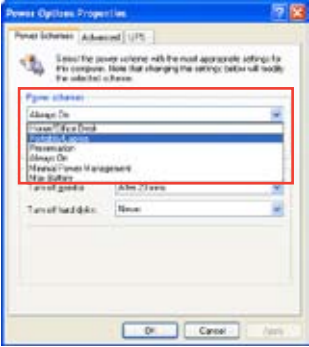 Power Options Properties
Power Schemes Advanced UPS
Select the power scheme with the most appropriate settings for
this computer. Note that changing the settings below will modify
the selected scheme.
Power schemes
Always On
Home/Office Desk
Portable/Laptop
Presentation
Always On
Minimal Power Management
Max Battery
Turn off monitor: After 20 mins
Turn off hard disks: Never
OK Cancel Apply